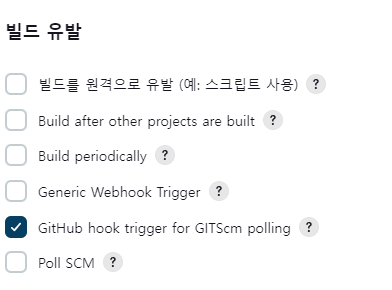 빌드 유발
빌드를 원격으로 유발 (예: 스크립트 사용) ?
Build after other projects are built ?
Build periodically ?
Generic Webhook Trigger ?
GitHub hook trigger for GITScm polling ?
Poll SCM ?